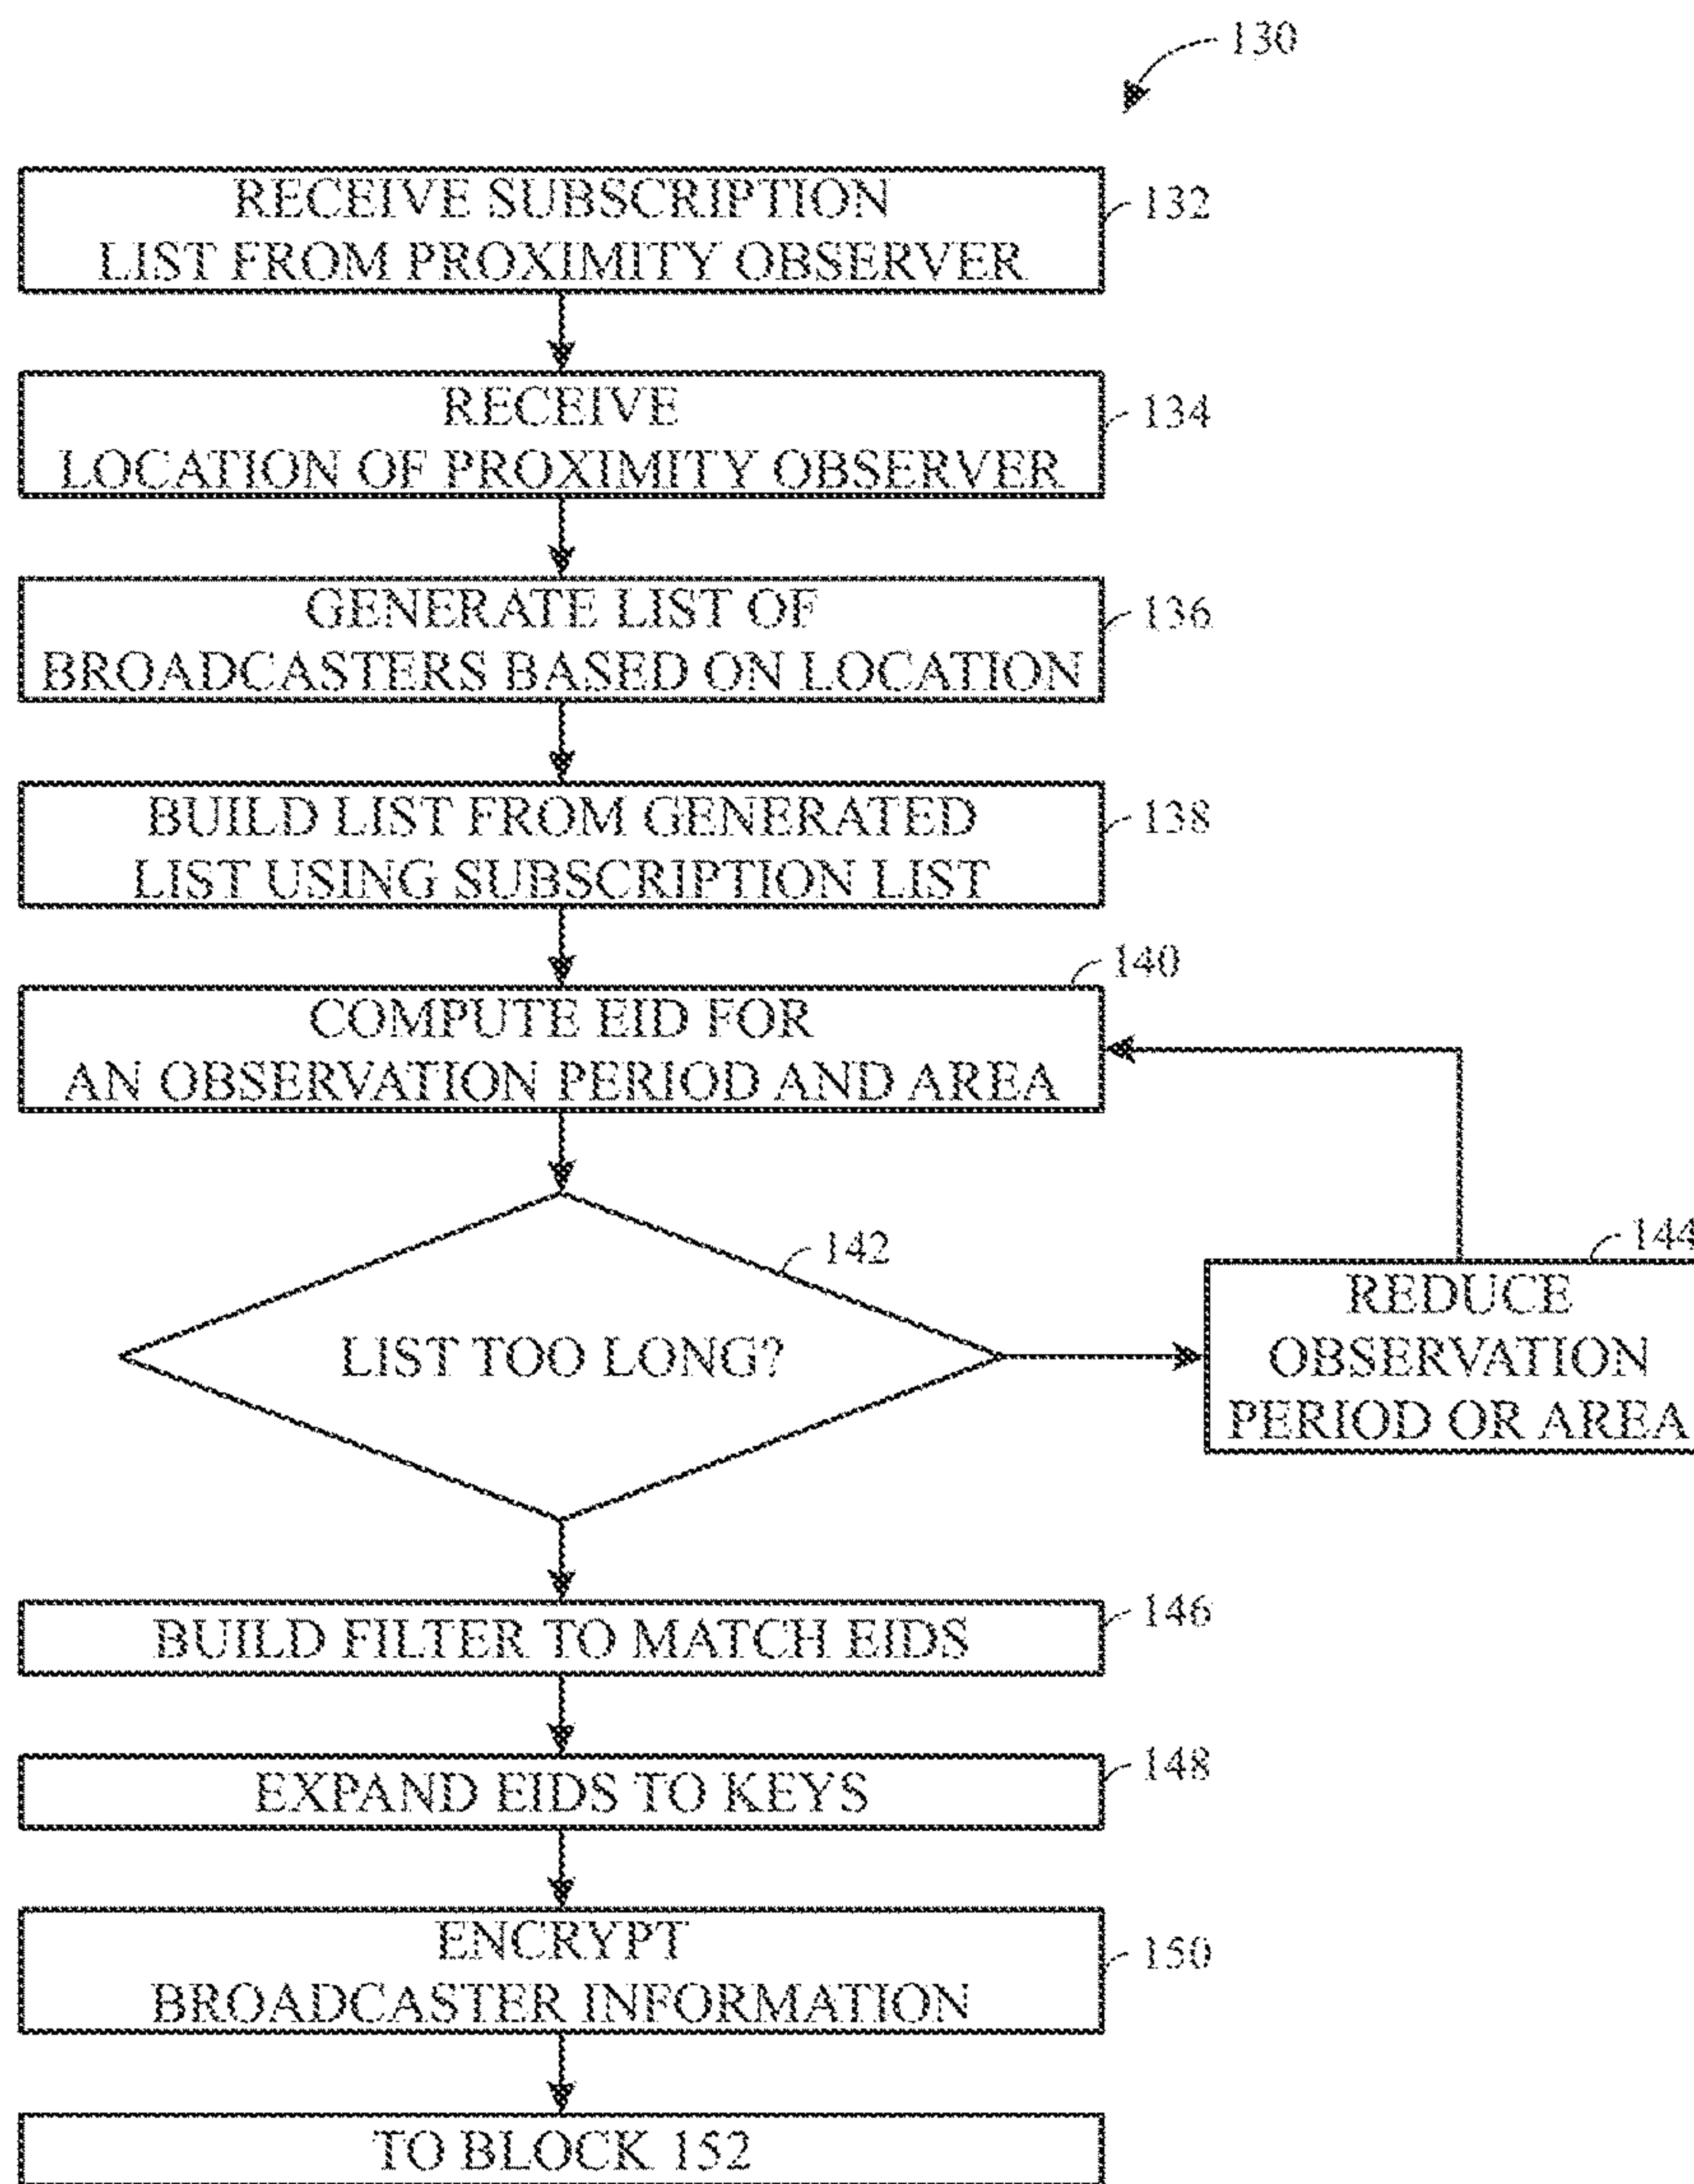 130
RECEIVE SUBSCRIPTION
LIST FROM PROXIMITY OBSERVER
132
RECEIVE
LOCATION OF PROXIMITY OBSERVER
134
GENERATE LIST OF
BROADCASTERS BASED ON LOCATION
136
BUILD LIST FROM GENERATED
LIST USING SUBSCRIPTION LIST
138
140
COMPUTE EID FOR
AN OBSERVATION PERIOD AND AREA
142
LIST TOO LONG?
144
REDUCE
OBSERVATION
PERIOD OR AREA
BUILD FILTER TO MATCH EIDS
146
EXPAND EIDS TO KEYS
148
ENCRYPT
BROADCASTER INFORMATION
150
TO BLOCK 152